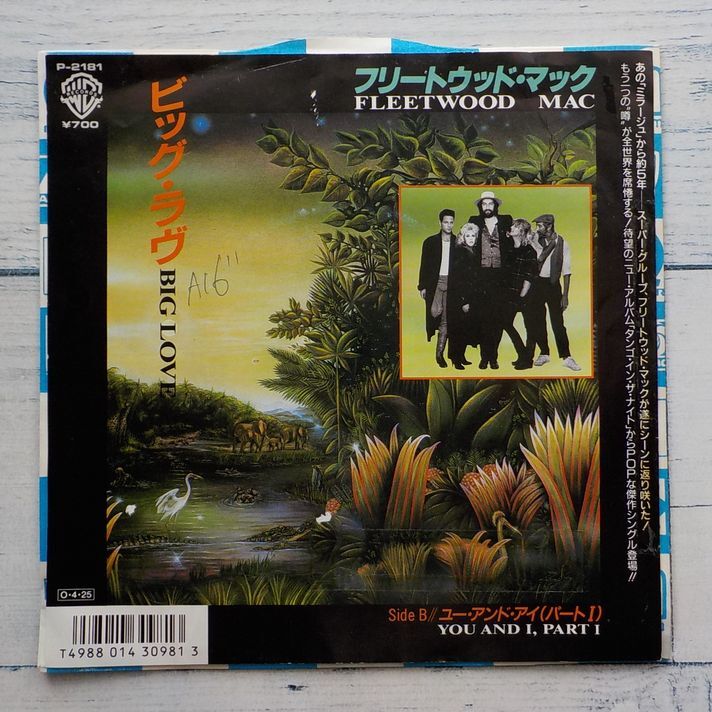 P-2181
WB
RECORDS
¥700
フリートウッド・マック
FLEETWOOD MAC
ビッグ・ラヴ
BIG LOVE
A16"
あの「ミラージュ」から約5年――スーパー・グループ、フリートウッド・マックが遂にシーンに返り咲いた!
もう一つの“噂”が全世界を席捲する!待望のニュー・アルバム「タンゴ・イン・ザ・ナイト」からPOPな傑作シングル登場!!
O・4・25
Side B//ユー・アンド・アイ(パートI)
YOU AND I, PART I
T4988 014 30981 3